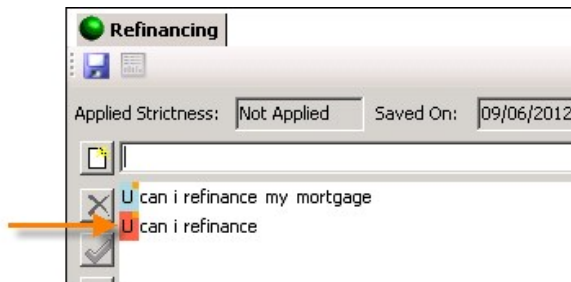 Refinancing
Applied Strictness: Not Applied Saved On: 09/06/2012
U can i refinance my mortgage
U can i refinance